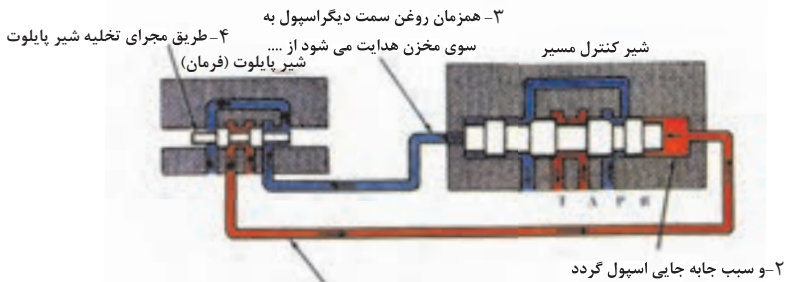 ۳- همزمان روغن سمت دیگراسپول به
سوی مخزن هدایت می شود از ....
۴-طریق مجرای تخلیه شیر پایلوت
شیر پایلوت (فرمان)
شیر کنترل مسیر
T A P B
۲-و سبب جابه جایی اسپول گردد